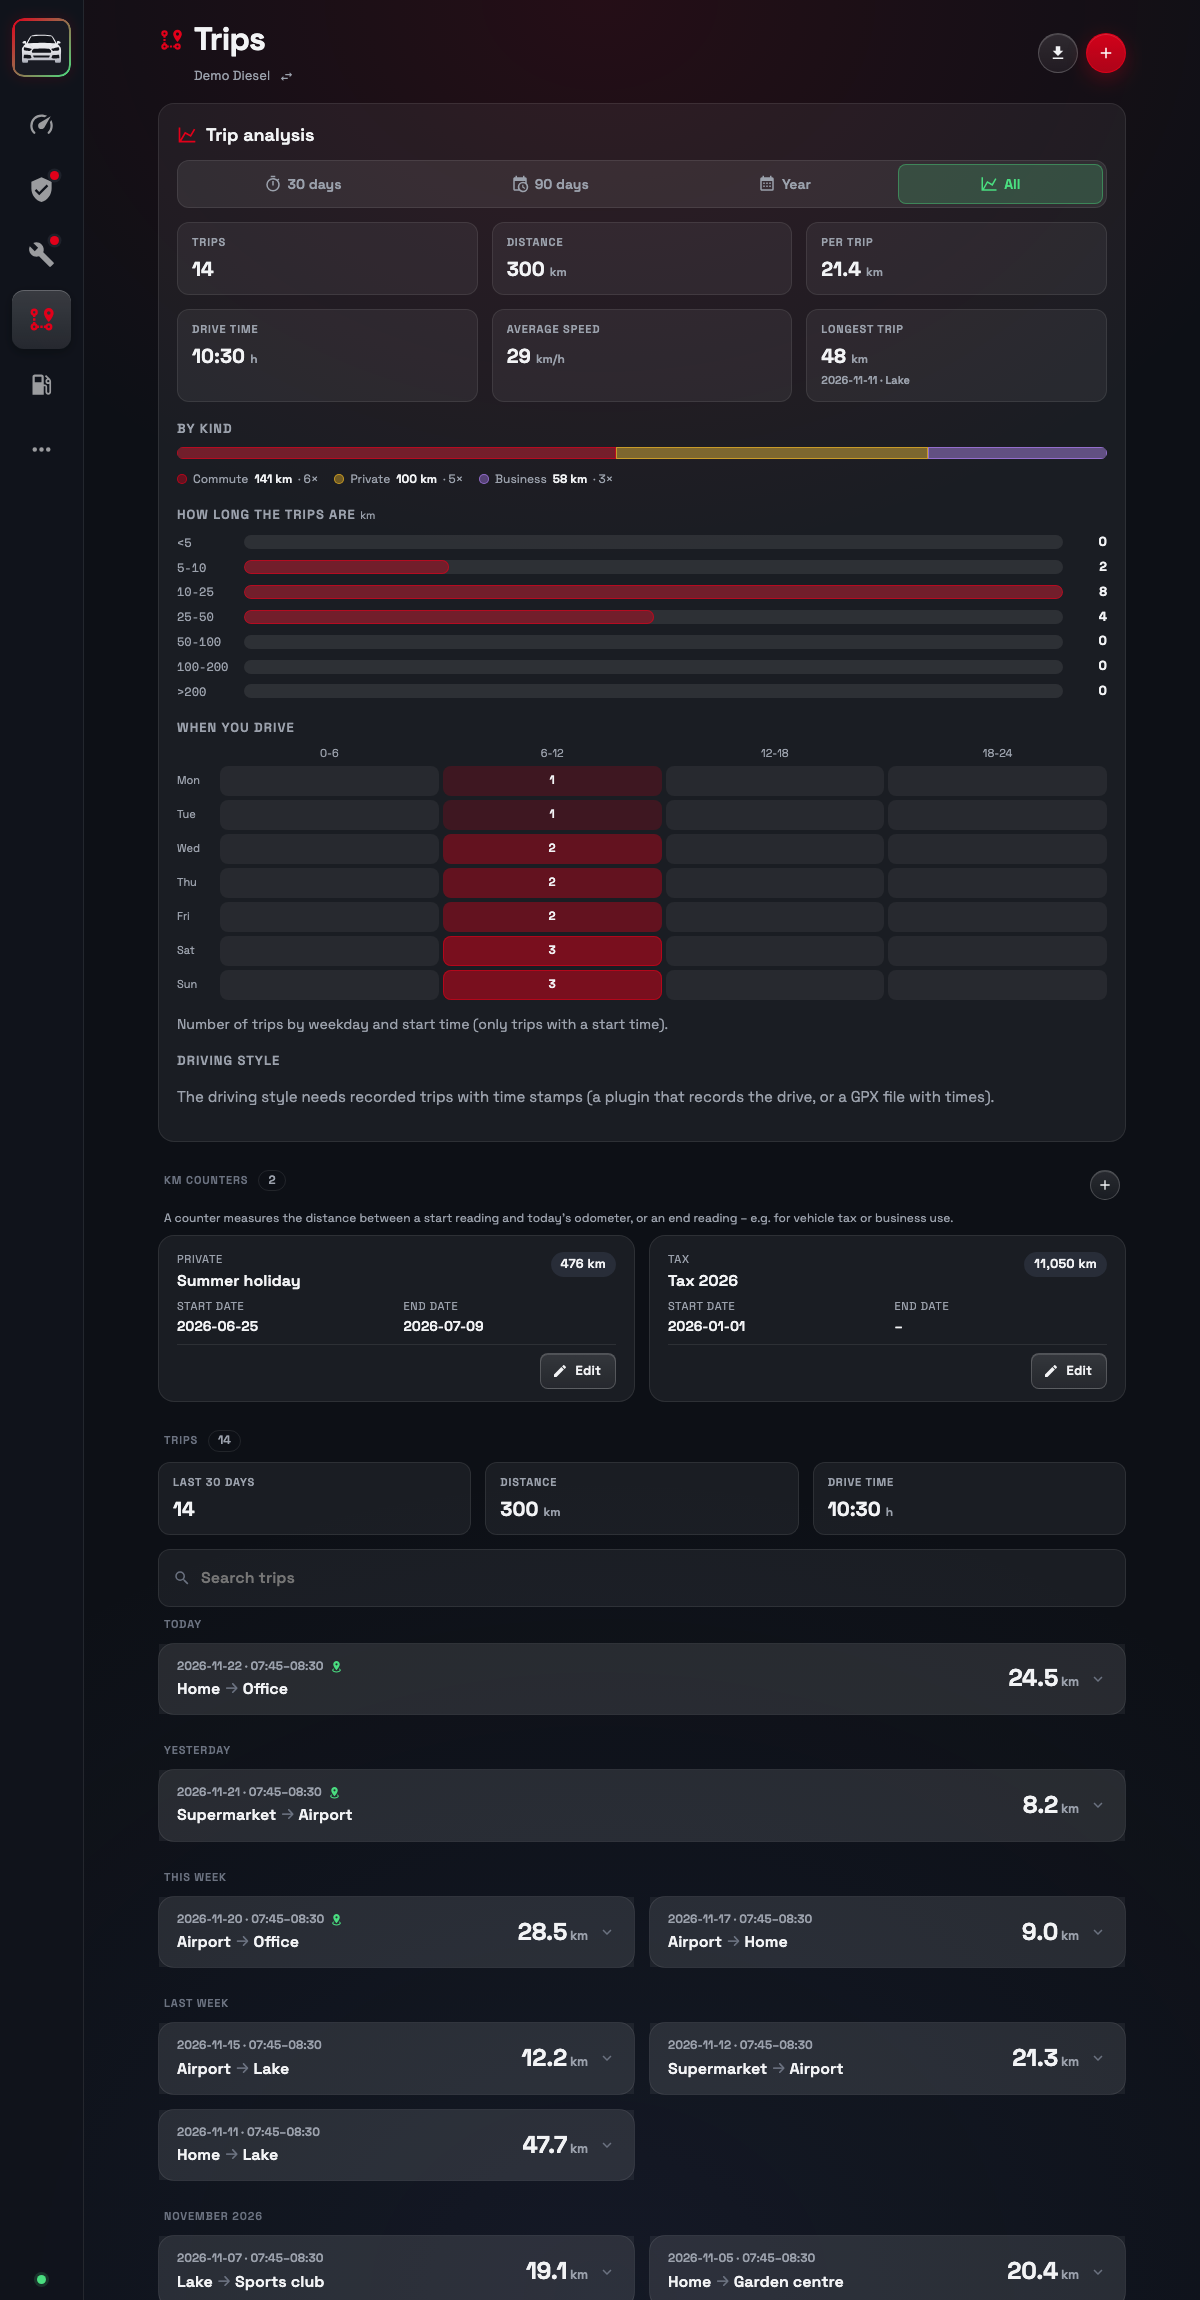 Trips
Demo Diesel
Trip analysis
30 days
90 days
Year
All
TRIPS
14
DISTANCE
300 km
PER TRIP
21.4 km
DRIVE TIME
10:30 h
AVERAGE SPEED
29 km/h
LONGEST TRIP
48 km
2026-11-11 · Lake
BY KIND
Commute 141 km · 6×
Private 100 km · 5×
Business 58 km · 3×
HOW LONG THE TRIPS ARE km
<5 0
5-10 2
10-25 8
25-50 4
50-100 0
100-200 0
>200 0
WHEN YOU DRIVE
0-6 6-12 12-18 18-24
Mon 1
Tue 1
Wed 2
Thu 2
Fri 2
Sat 3
Sun 3
Number of trips by weekday and start time (only trips with a start time).
DRIVING STYLE
The driving style needs recorded trips with time stamps (a plugin that records the drive, or a GPX file with times).
KM COUNTERS 2
A counter measures the distance between a start reading and today's odometer, or an end reading – e.g. for vehicle tax or business use.
PRIVATE
Summer holiday
476 km
START DATE
2026-06-25
END DATE
2026-07-09
Edit
TAX
Tax 2026
11,050 km
START DATE
2026-01-01
END DATE
–
Edit
TRIPS 14
LAST 30 DAYS
14
DISTANCE
300 km
DRIVE TIME
10:30 h
Search trips
TODAY
2026-11-22 · 07:45–08:30
Home → Office
24.5 km
YESTERDAY
2026-11-21 · 07:45–08:30
Supermarket → Airport
8.2 km
THIS WEEK
2026-11-20 · 07:45–08:30
Airport → Office
28.5 km
2026-11-17 · 07:45–08:30
Airport → Home
9.0 km
LAST WEEK
2026-11-15 · 07:45–08:30
Airport → Lake
12.2 km
2026-11-12 · 07:45–08:30
Supermarket → Airport
21.3 km
2026-11-11 · 07:45–08:30
Home → Lake
47.7 km
NOVEMBER 2026
2026-11-07 · 07:45–08:30
Lake → Sports club
19.1 km
2026-11-05 · 07:45–08:30
Home → Garden centre
20.4 km